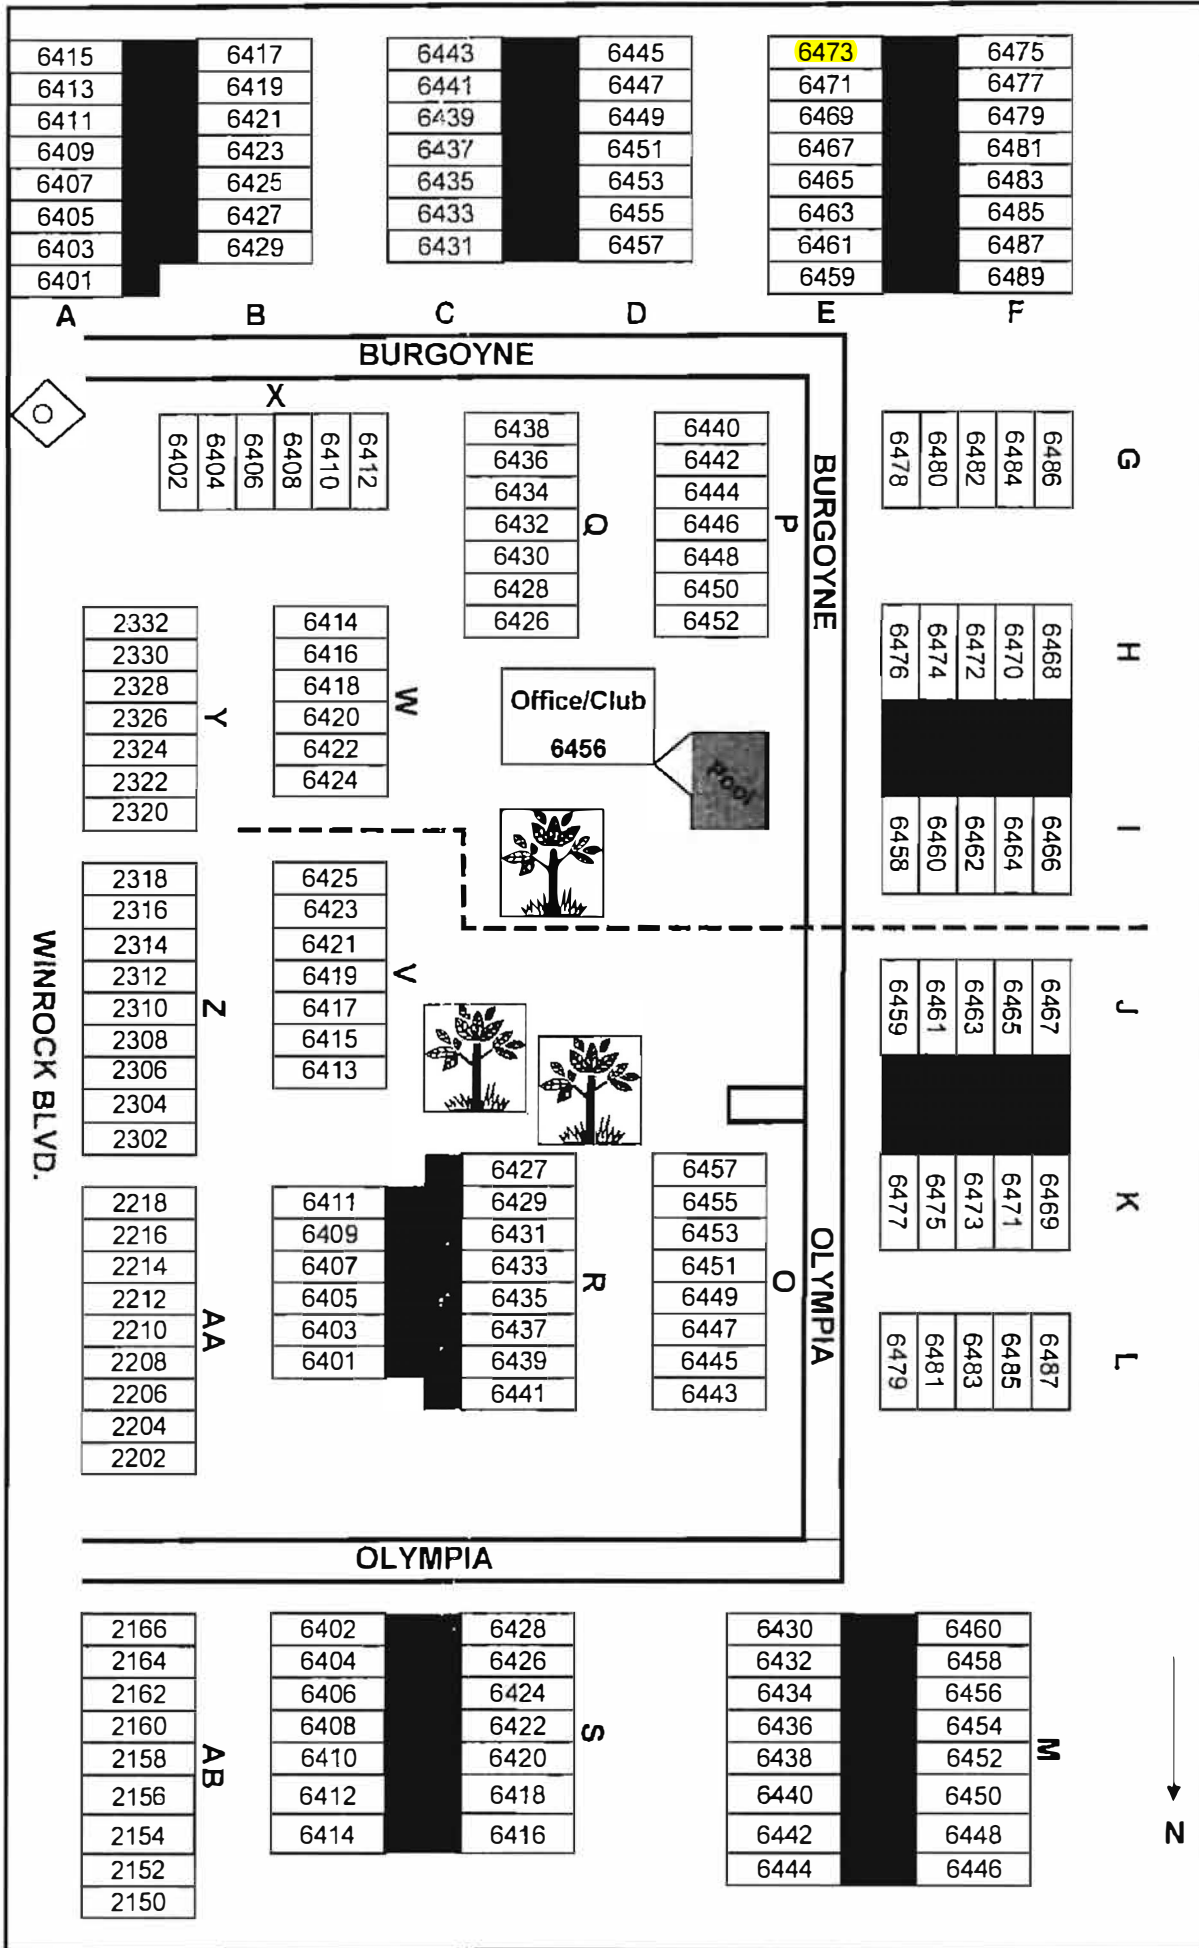 6415 6417 6443 6445 6473 6475
6413 6419 6441 6447 6471 6477
6411 6421 6439 6449 6469 6479
6409 6423 6437 6451 6467 6481
6407 6425 6435 6453 6465 6483
6405 6427 6433 6455 6463 6485
6403 6429 6431 6457 6461 6487
6401 6459 6489
A B C D E F
BURGOYNE
X
6402 6404 6406 6408 6410 6412
6438
6436
6434
6432
6430
6428
6426
Q
6440
6442
6444
6446
6448
6450
6452
P
BURGOYNE
6478 6480 6482 6484 6486
G
2332
2330
2328
2326
2324
2322
2320
Y
6414
6416
6418
6420
6422
6424
W
Office/Club
6456
Pool
6476 6474 6472 6470 6468
H
6458 6460 6462 6464 6466
I
WINROCK BLVD.
2318
2316
2314
2312
2310
2308
2306
2304
2302
Z
6425
6423
6421
6419
6417
6415
6413
V
6459 6461 6463 6465 6467
J
6477 6475 6473 6471 6469
K
2218
2216
2214
2212
2210
2208
2206
2204
2202
AA
6411
6409
6407
6405
6403
6401
6427
6429
6431
6433
6435
6437
6439
6441
R
6457
6455
6453
6451
6449
6447
6445
6443
O
OLYMPIA
6479 6481 6483 6485 6487
L
OLYMPIA
2166
2164
2162
2160
2158
2156
2154
2152
2150
AB
6402 6428
6404 6426
6406 6424
6408 6422
6410 6420
6412 6418
6414 6416
S
6430 6460
6432 6458
6434 6456
6436 6454
6438 6452
6440 6450
6442 6448
6444 6446
M
N